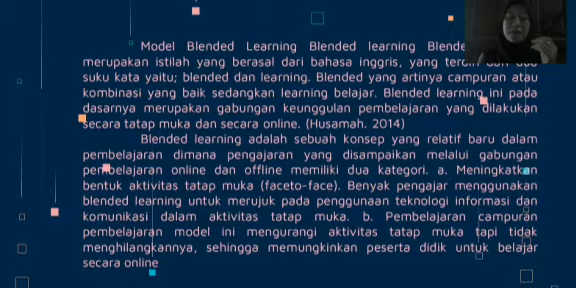 Model Blended Learning Blended learning Blende
merupakan istilah yang berasal dari bahasa inggris, yang
suku kata yaitu; blended dan learning. Blended yang artinya campuran atau
kombinasi yang baik sedangkan learning belajar. Blended learning ini pada
dasarnya merupakan gabungan keunggulan pembelajaran yang dilakukan
secara tatap muka dan secara online. (Husamah. 2014)
Blended learning adalah sebuah konsep yang relatif baru dalam
pembelajaran dimana pengajaran yang disampaikan melalui gabungan
pembelajaran online dan offline memiliki dua kategori. a. Meningkatkan
bentuk aktivitas tatap muka (faceto-face). Benyak pengajar menggunakan
blended learning untuk merujuk pada penggunaan teknologi informasi dan
komunikasi dalam aktivitas tatap muka. b. Pembelajaran campuran
pembelajaran model ini mengurangi aktivitas tatap muka tapi tidak
menghilangkannya, sehingga memungkinkan peserta didik untuk belajar
secara online